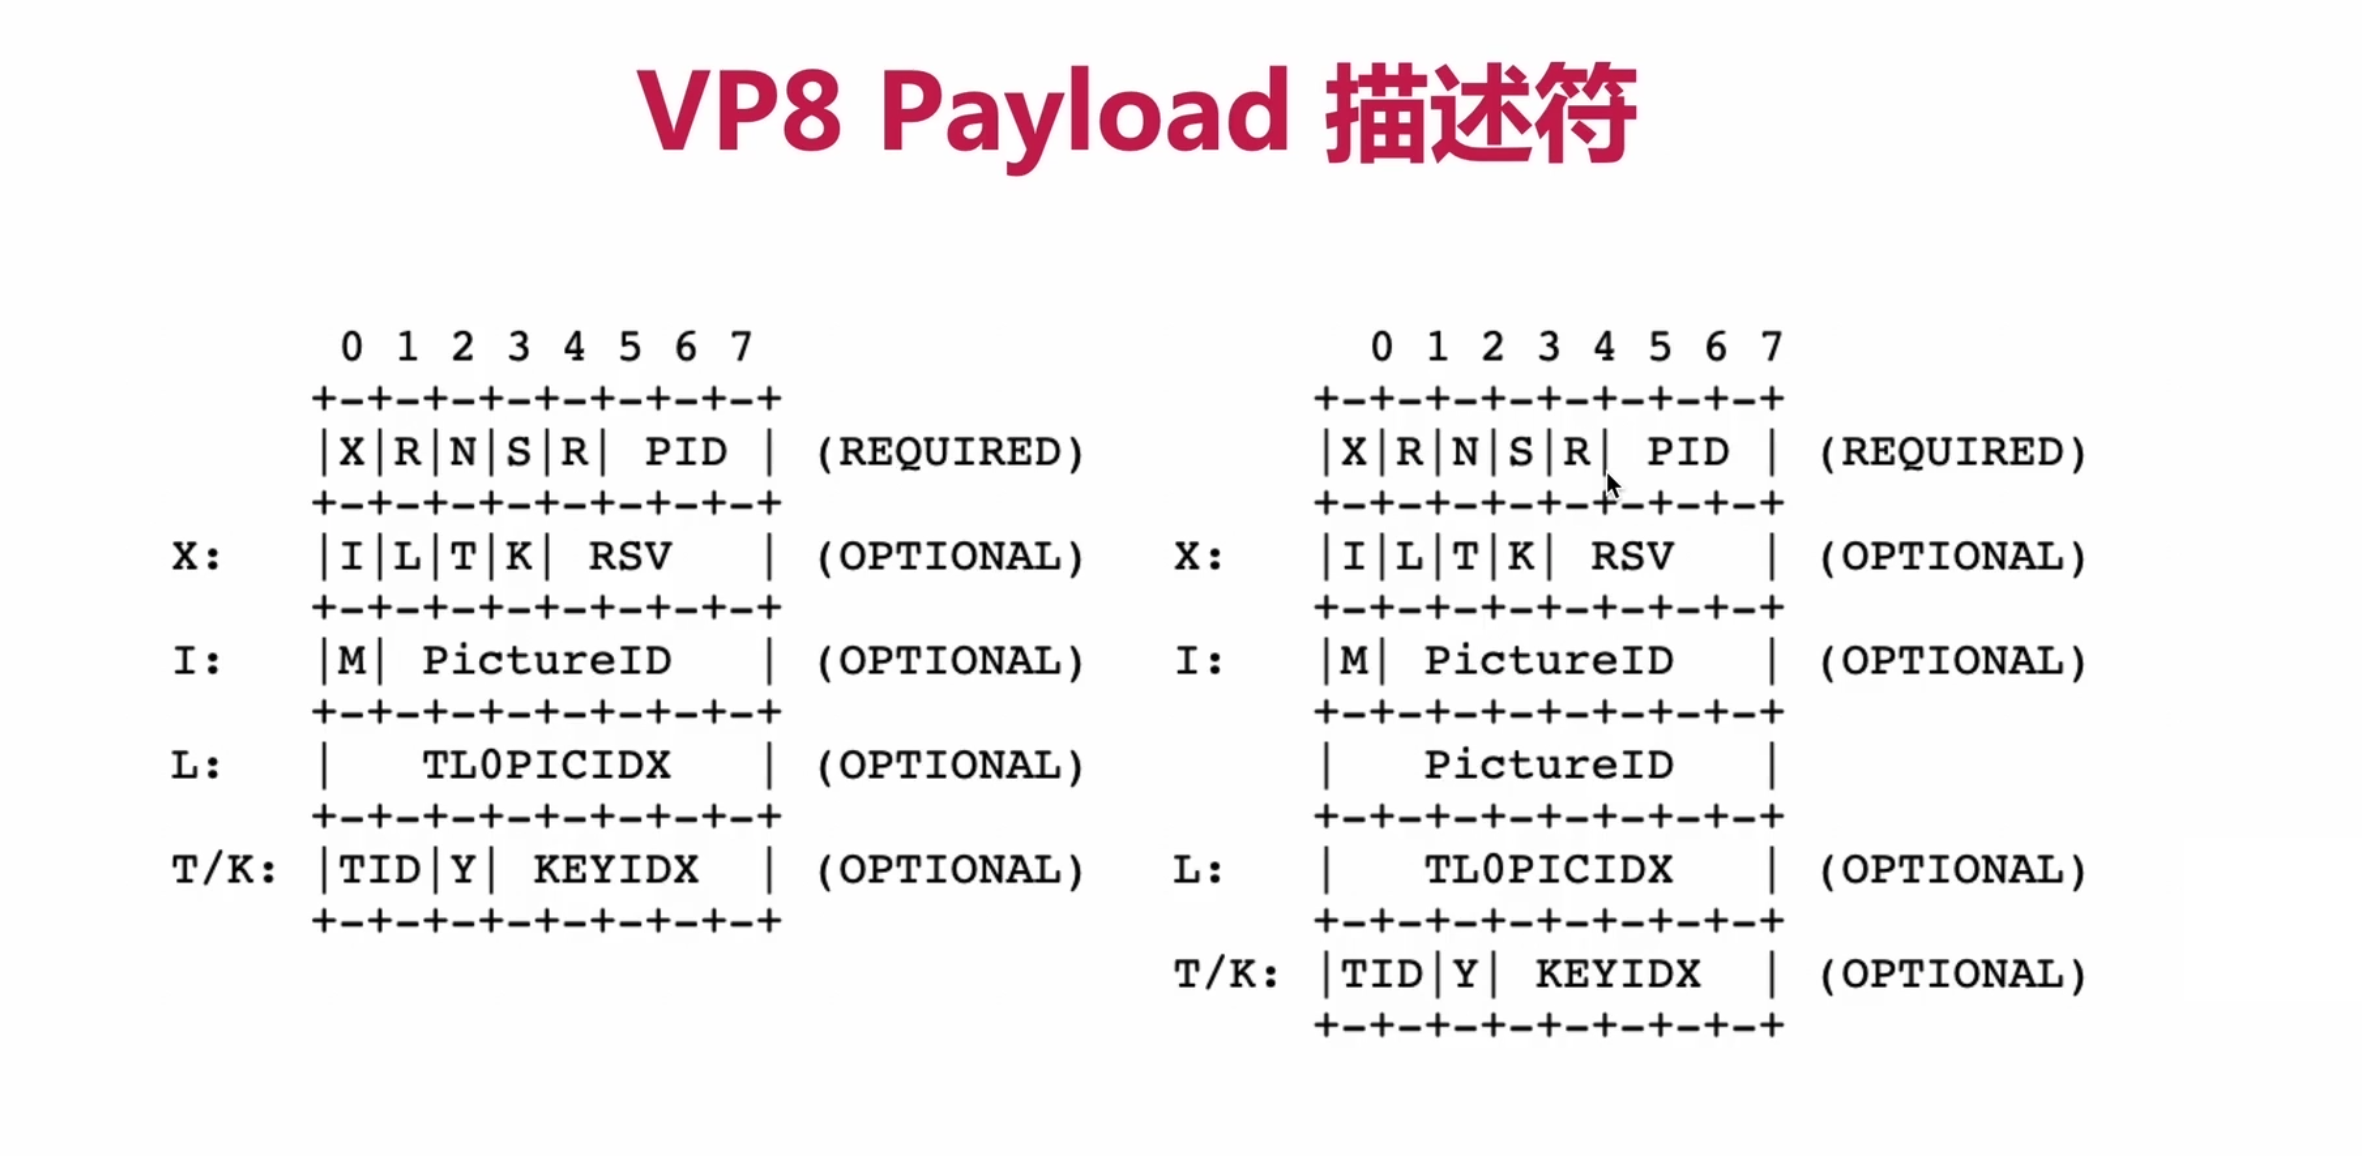 VP8 Payload 描述符
0 1 2 3 4 5 6 7
+-+-+-+-+-+-+-+-+
|X|R|N|S|R| PID | (REQUIRED)
+-+-+-+-+-+-+-+-+
X: |I|L|T|K| RSV | (OPTIONAL)
+-+-+-+-+-+-+-+-+
I: |M| PictureID | (OPTIONAL)
+-+-+-+-+-+-+-+-+
L: | TL0PICIDX | (OPTIONAL)
+-+-+-+-+-+-+-+-+
T/K: |TID|Y| KEYIDX | (OPTIONAL)
+-+-+-+-+-+-+-+-+
0 1 2 3 4 5 6 7
+-+-+-+-+-+-+-+-+
|X|R|N|S|R| PID | (REQUIRED)
+-+-+-+-+-+-+-+-+
X: |I|L|T|K| RSV | (OPTIONAL)
+-+-+-+-+-+-+-+-+
I: |M| PictureID | (OPTIONAL)
+-+-+-+-+-+-+-+-+
| PictureID |
+-+-+-+-+-+-+-+-+
L: | TL0PICIDX | (OPTIONAL)
+-+-+-+-+-+-+-+-+
T/K: |TID|Y| KEYIDX | (OPTIONAL)
+-+-+-+-+-+-+-+-+